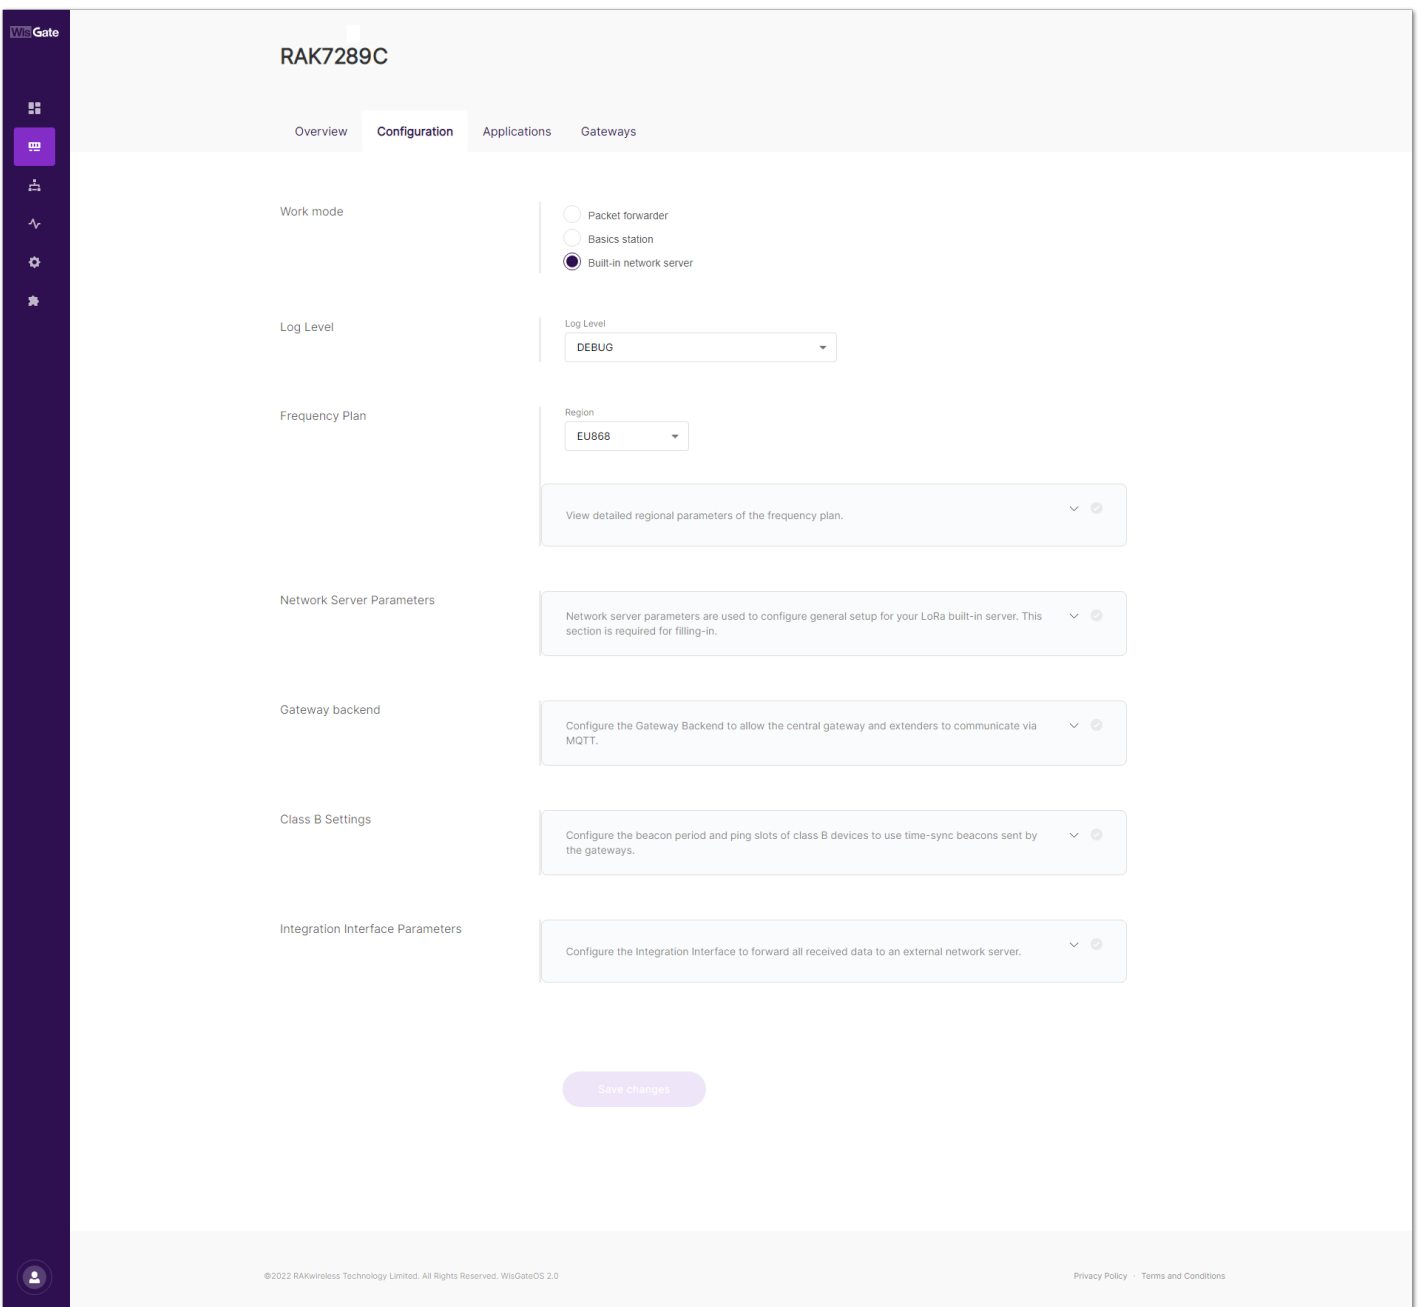 WisGate
RAK7289C
Overview Configuration Applications Gateways
Work mode
Packet forwarder
Basics station
Built-in network server
Log Level
Log Level
DEBUG
Frequency Plan
Region
EU868
View detailed regional parameters of the frequency plan.
Network Server Parameters
Network server parameters are used to configure general setup for your LoRa built-in server. This
section is required for filling-in.
Gateway backend
Configure the Gateway Backend to allow the central gateway and extenders to communicate via
MQTT.
Class B Settings
Configure the beacon period and ping slots of class B devices to use time-sync beacons sent by
the gateways.
Integration Interface Parameters
Configure the Integration Interface to forward all received data to an external network server.
Save changes
©2022 RAKwireless Technology Limited. All Rights Reserved. WisGateOS 2.0
Privacy Policy · Terms and Conditions